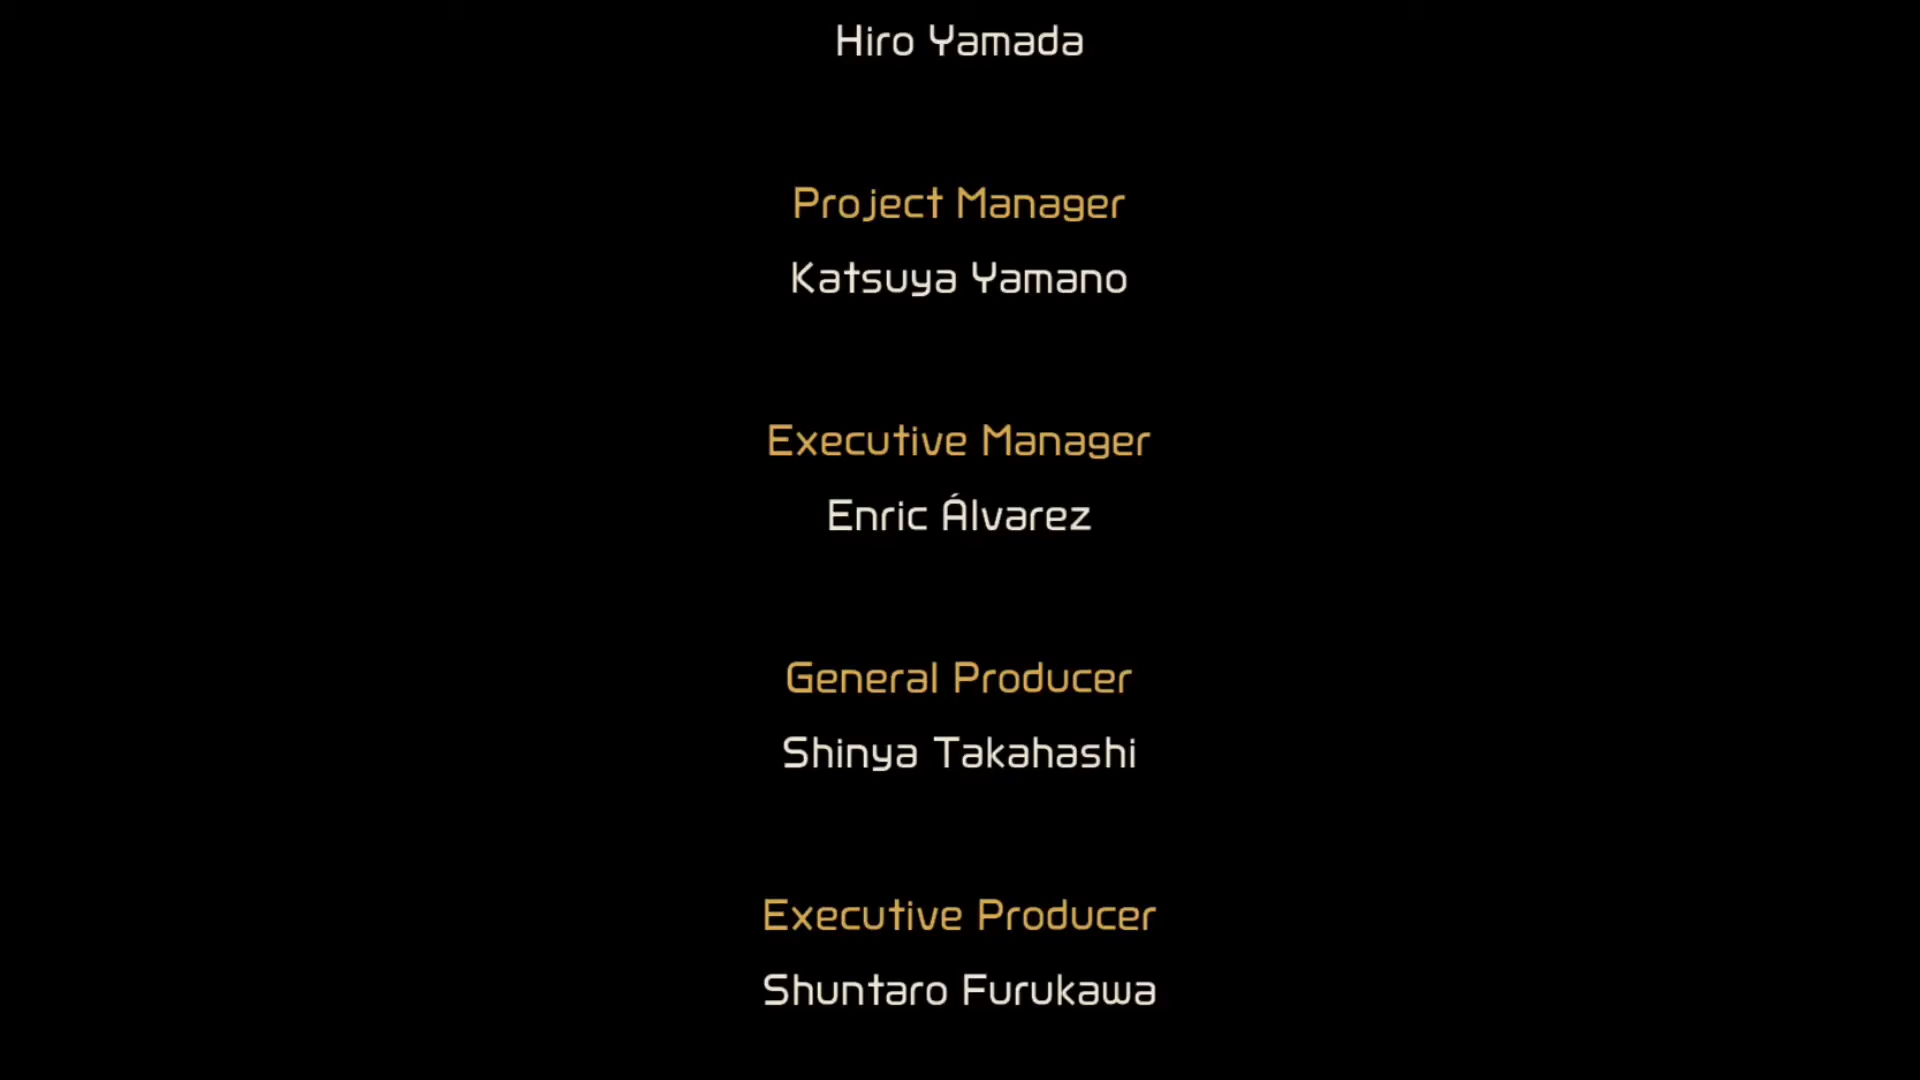 Hiro Yamada
Project Manager
Katsuya Yamano
Executive Manager
Enric Álvarez
General Producer
Shinya Takahashi
Executive Producer
Shuntaro Furukawa